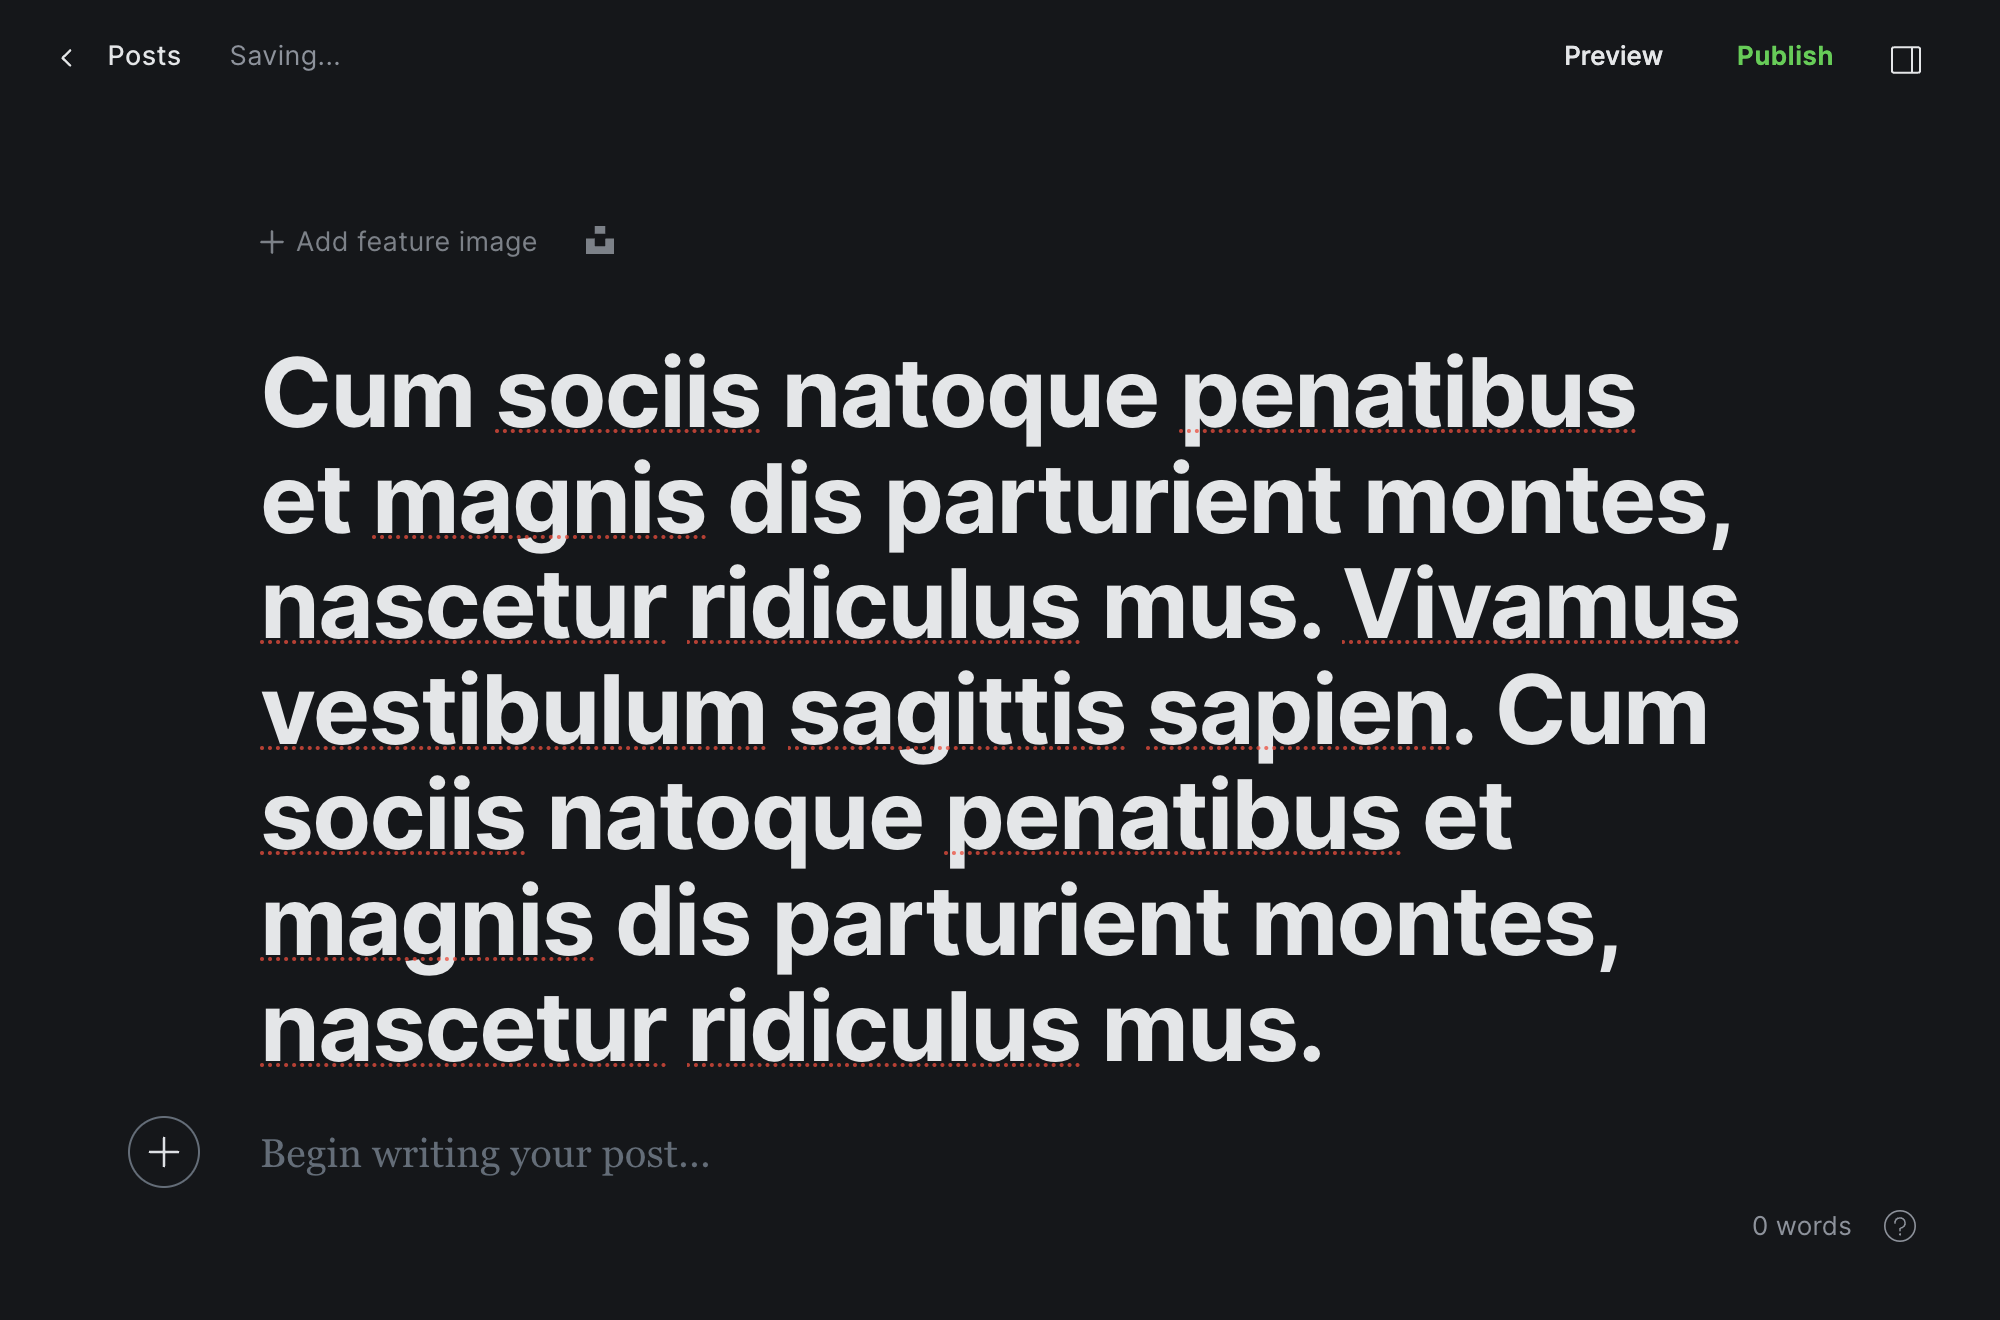 Posts Saving... Preview Publish
Add feature image
Cum sociis natoque penatibus
et magnis dis parturient montes,
nascetur ridiculus mus. Vivamus
vestibulum sagittis sapien. Cum
sociis natoque penatibus et
magnis dis parturient montes,
nascetur ridiculus mus.
Begin writing your post...
0 words ?